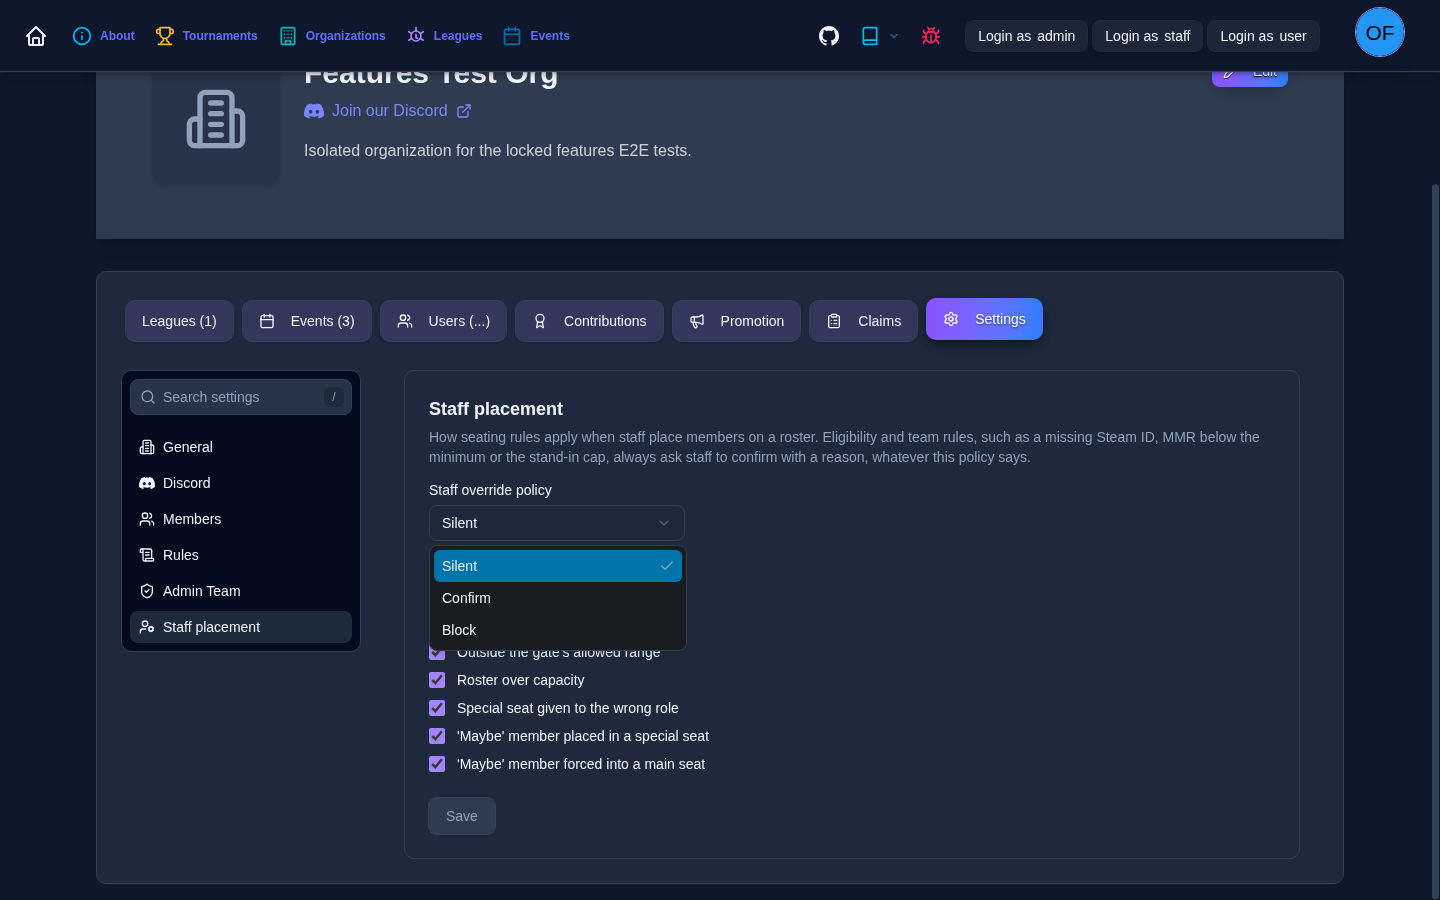 About
Tournaments
Organizations
Leagues
Events
Login as admin
Login as staff
Login as user
OF
Features Test Org
Edit
Join our Discord
Isolated organization for the locked features E2E tests.
Leagues (1)
Events (3)
Users (...)
Contributions
Promotion
Claims
Settings
Search settings
/
General
Discord
Members
Rules
Admin Team
Staff placement
Staff placement
How seating rules apply when staff place members on a roster. Eligibility and team rules, such as a missing Steam ID, MMR below the
minimum or the stand-in cap, always ask staff to confirm with a reason, whatever this policy says.
Staff override policy
Silent
Silent
Confirm
Block
Outside the gate's allowed range
Roster over capacity
Special seat given to the wrong role
'Maybe' member placed in a special seat
'Maybe' member forced into a main seat
Save